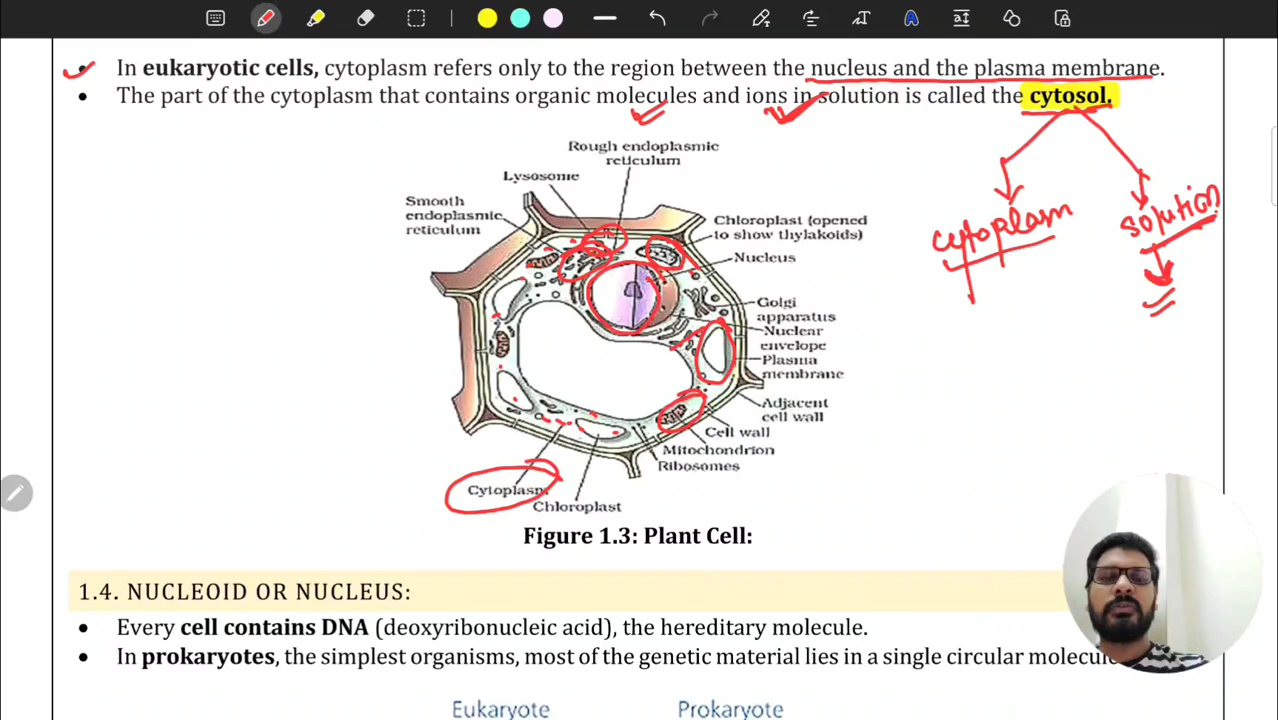 • In eukaryotic cells, cytoplasm refers only to the region between the nucleus and the plasma membrane.
• The part of the cytoplasm that contains organic molecules and ions in solution is called the cytosol.
Rough endoplasmic
reticulum
Lysosome
Smooth
endoplasmic
reticulum
Chloroplast (opened
to show thylakoids)
Nucleus
Golgi
apparatus
Nuclear
envelope
Plasma
membrane
Adjacent
cell wall
Cell wall
Mitochondrion
Ribosomes
Cytoplasm
Chloroplast
cytoplasm
solution
Figure 1.3: Plant Cell:
1.4. NUCLEOID OR NUCLEUS:
• Every cell contains DNA (deoxyribonucleic acid), the hereditary molecule.
• In prokaryotes, the simplest organisms, most of the genetic material lies in a single circular molecule
Eukaryote Prokaryote